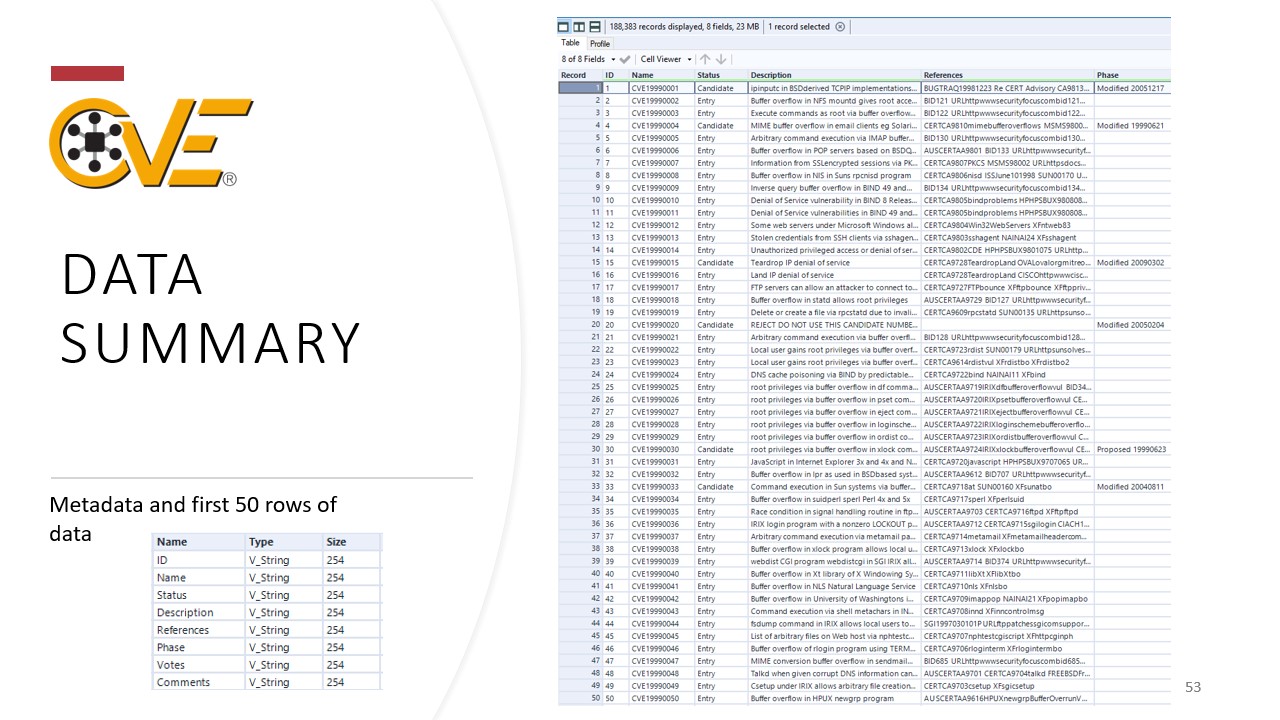 CVE®
DATA
SUMMARY
Metadata and first 50 rows of
data
Name Type Size
ID V_String 254
Name V_String 254
Status V_String 254
Description V_String 254
References V_String 254
Phase V_String 254
Votes V_String 254
Comments V_String 254
188,383 records displayed, 8 fields, 23 MB 1 record selected
Table Profile
8 of 8 Fields Cell Viewer
Record ID Name Status Description References Phase
1 1 CVE19990001 Candidate ipinputc in BSDderived TCPIP implementations... BUGTRAQ19981223 Re CERT Advisory CA9813... Modified 20051217
2 2 CVE19990002 Entry Buffer overflow in NFS mountd gives root acce... BID121 URLhttpwwwsecurityfocuscombid121...
3 3 CVE19990003 Entry Execute commands as root via buffer overflow... BID122 URLhttpwwwsecurityfocuscombid122...
4 4 CVE19990004 Candidate MIME buffer overflow in email clients eg Solari... CERTCA9810mimebufferoverflows MSMS9800... Modified 19990621
5 5 CVE19990005 Entry Arbitrary command execution via IMAP buffer... BID130 URLhttpwwwsecurityfocuscombid130...
6 6 CVE19990006 Entry Buffer overflow in POP servers based on BSDQ... AUSCERTAA9801 BID133 URLhttpwwwsecurityf...
7 7 CVE19990007 Entry Information from SSLencrypted sessions via PK... CERTCA9807PKCS MSMS98002 URLhttpsdocs...
8 8 CVE19990008 Entry Buffer overflow in NIS in Suns rpcnisd program CERTCA9806nisd ISSJune101998 SUN00170 U...
9 9 CVE19990009 Entry Inverse query buffer overflow in BIND 49 and... BID134 URLhttpwwwsecurityfocuscombid134...
10 10 CVE19990010 Entry Denial of Service vulnerability in BIND 8 Releas... CERTCA9805bindproblems HPHPSBUX980808...
11 11 CVE19990011 Entry Denial of Service vulnerabilities in BIND 49 and... CERTCA9805bindproblems HPHPSBUX980808...
12 12 CVE19990012 Entry Some web servers under Microsoft Windows al... CERTCA9804Win32WebServers XFntweb83
13 13 CVE19990013 Entry Stolen credentials from SSH clients via sshagen... CERTCA9803sshagent NAINAI24 XFsshagent
14 14 CVE19990014 Entry Unauthorized privileged access or denial of ser... CERTCA9802CDE HPHPSBUX9801075 URLhttp...
15 15 CVE19990015 Candidate Teardrop IP denial of service CERTCA9728TeardropLand OVALovalorgmitreo... Modified 20090302
16 16 CVE19990016 Entry Land IP denial of service CERTCA9728TeardropLand CISCOhttpwwwcisc...
17 17 CVE19990017 Entry FTP servers can allow an attacker to connect to... CERTCA9727FTPbounce XFftpbounce XFftppriv...
18 18 CVE19990018 Entry Buffer overflow in statd allows root privileges AUSCERTAA9729 BID127 URLhttpwwwsecurityf...
19 19 CVE19990019 Entry Delete or create a file via rpcstatd due to invali... CERTCA9609rpcstatd SUN00135 URLhttpsunso...
20 20 CVE19990020 Candidate REJECT DO NOT USE THIS CANDIDATE NUMBE... Modified 20050204
21 21 CVE19990021 Entry Arbitrary command execution via buffer overfl... BID128 URLhttpwwwsecurityfocuscombid128...
22 22 CVE19990022 Entry Local user gains root privileges via buffer overf... CERTCA9723rdist SUN00179 URLhttpsunsolves...
23 23 CVE19990023 Entry Local user gains root privileges via buffer overf... CERTCA9614rdistvul XFrdistbo XFrdistbo2
24 24 CVE19990024 Entry DNS cache poisoning via BIND by predictable... CERTCA9722bind NAINAI11 XFbind
25 25 CVE19990025 Entry root privileges via buffer overflow in df comma... AUSCERTAA9719IRIXdfbufferoverflowvul BID34...
26 26 CVE19990026 Entry root privileges via buffer overflow in pset com... AUSCERTAA9720IRIXpsetbufferoverflowvul CE...
27 27 CVE19990027 Entry root privileges via buffer overflow in eject com... AUSCERTAA9721IRIXejectbufferoverflowvul CE...
28 28 CVE19990028 Entry root privileges via buffer overflow in loginsche... AUSCERTAA9722IRIXloginschemebufferoverflo...
29 29 CVE19990029 Entry root privileges via buffer overflow in ordist co... AUSCERTAA9723IRIXordistbufferoverflowvul C...
30 30 CVE19990030 Candidate root privileges via buffer overflow in xlock com... AUSCERTAA9724IRIXxlockbufferoverflowvul CE... Proposed 19990623
31 31 CVE19990031 Entry JavaScript in Internet Explorer 3x and 4x and N... CERTCA9720javascript HPHPSBUX9707065 UR...
32 32 CVE19990032 Entry Buffer overflow in lpr as used in BSDbased syst... AUSCERTAA9612 BID707 URLhttpwwwsecurity...
33 33 CVE19990033 Candidate Command execution in Sun systems via buffer... CERTCA9718at SUN00160 XFsunatbo Modified 20040811
34 34 CVE19990034 Entry Buffer overflow in suidperl sperl Perl 4x and 5x CERTCA9717sperl XFperlsuid
35 35 CVE19990035 Entry Race condition in signal handling routine in ftp... AUSCERTAA9703 CERTCA9716ftpd XFftpftpd
36 36 CVE19990036 Entry IRIX login program with a nonzero LOCKOUT p... AUSCERTAA9712 CERTCA9715sgilogin CIACH1...
37 37 CVE19990037 Entry Arbitrary command execution via metamail pa... CERTCA9714metamail XFmetamailheadercom...
38 38 CVE19990038 Entry Buffer overflow in xlock program allows local u... CERTCA9713xlock XFxlockbo
39 39 CVE19990039 Entry webdist CGI program webdistcgi in SGI IRIX all... AUSCERTAA9714 BID374 URLhttpwwwsecurity...
40 40 CVE19990040 Entry Buffer overflow in Xt library of X Windowing Sy... CERTCA9711libXt XFlibXtbo
41 41 CVE19990041 Entry Buffer overflow in NLS Natural Language Service CERTCA9710nls XFnlsbo
42 42 CVE19990042 Entry Buffer overflow in University of Washingtons i... CERTCA9709imappop NAINAI21 XFpopimapbo
43 43 CVE19990043 Entry Command execution via shell metachars in IN... CERTCA9708innd XFinncontrolmsg
44 44 CVE19990044 Entry fsdump command in IRIX allows local users to... SGI1997030101P URLftppatchessgicomsuppor...
45 45 CVE19990045 Entry List of arbitrary files on Web host via nphtestc... CERTCA9707nphtestcgiscript XFhttpcginph
46 46 CVE19990046 Entry Buffer overflow of rlogin program using TERM... CERTCA9706rloginterm XFrlogintermbo
47 47 CVE19990047 Entry MIME conversion buffer overflow in sendmail... BID685 URLhttpwwwsecurityfocuscombid685...
48 48 CVE19990048 Entry Talkd when given corrupt DNS information can... AUSCERTAA9701 CERTCA9704talkd FREEBSDFr...
49 49 CVE19990049 Entry Csetup under IRIX allows arbitrary file creation... CERTCA9703csetup XFsgicsetup
50 50 CVE19990050 Entry Buffer overflow in HPUX newgrp program AUSCERTAA9616HPUXnewgrpBufferOverrunV...
53